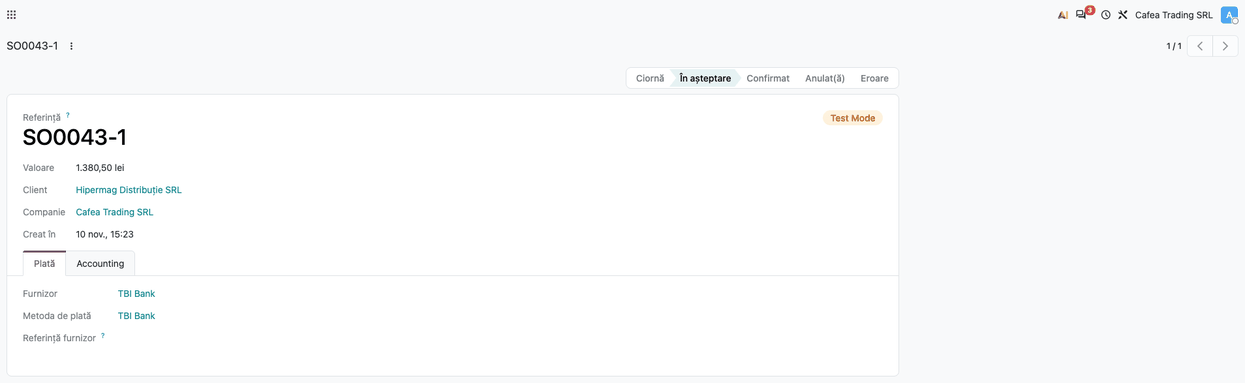 AI
3
Cafea Trading SRL
A
SO0043-1
1 / 1
Ciornă
În așteptare
Confirmat
Anulat(ă)
Eroare
Referință ?
Test Mode
SO0043-1
Valoare 1.380,50 lei
Client Hipermag Distribuție SRL
Companie Cafea Trading SRL
Creat în 10 nov., 15:23
Plată
Accounting
Furnizor TBI Bank
Metoda de plată TBI Bank
Referință furnizor ?